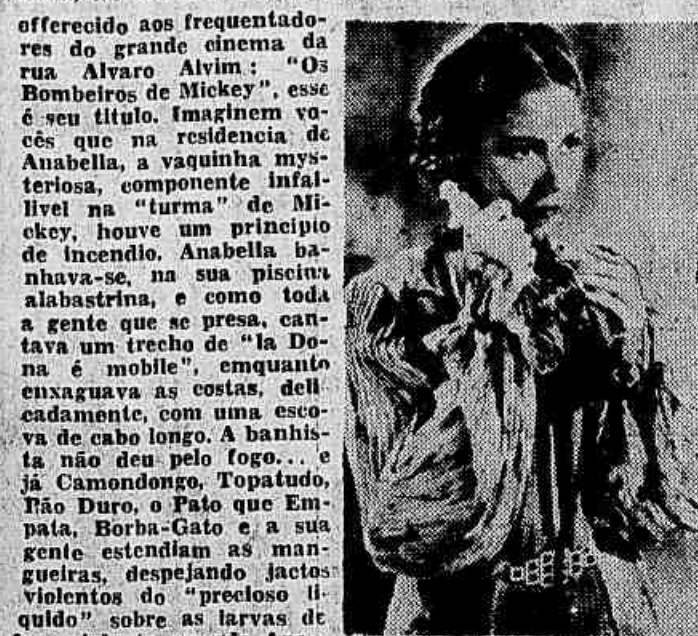 offerecido aos frequentado-
res do grande cinema da
rua Alvaro Alvim: "Os
Bombeiros de Mickey", esse
é seu titulo. Imaginem vo-
cês que na residencia de
Anabella, a vaquinha mys-
teriosa, componente infal-
livel na "turma" de Mi-
ckey, houve um principio
de incendio. Anabella ba-
nhava-se, na sua piscina
alabastrina, e como toda
a gente que se presa, can-
tava um trecho de "la Do-
na é mobile", emquanto
enxaguava as costas, deli-
cadamente, com uma esco-
va de cabo longo. A banhis-
ta não deu pelo fogo... e
já Camondongo, Topatudo,
Pão Duro, o Pato que Em-
pata, Borba-Gato e a sua
gente estendiam as man-
gueiras, despejando jactos
violentos do "precioso li-
quido" sobre as larvas de